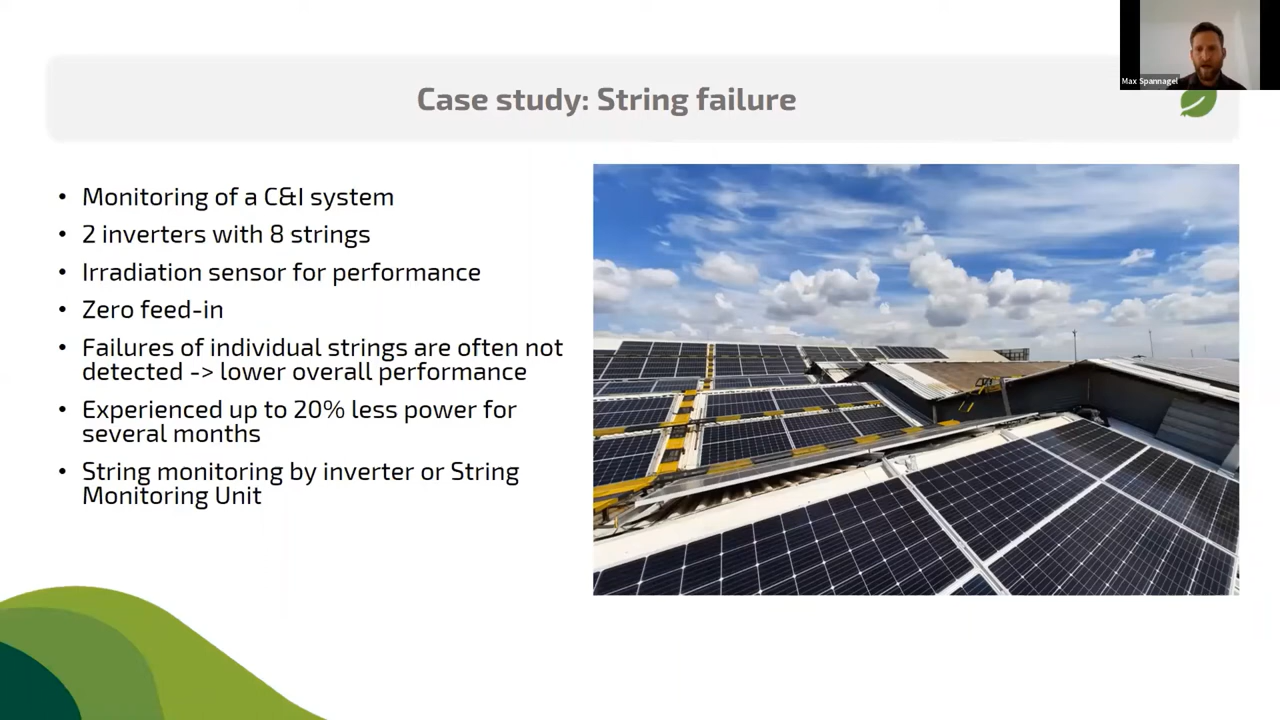 Max Spannagel
Case study: String failure
• Monitoring of a C&I system
• 2 inverters with 8 strings
• Irradiation sensor for performance
• Zero feed-in
• Failures of individual strings are often not
detected -> lower overall performance
• Experienced up to 20% less power for
several months
• String monitoring by inverter or String
Monitoring Unit